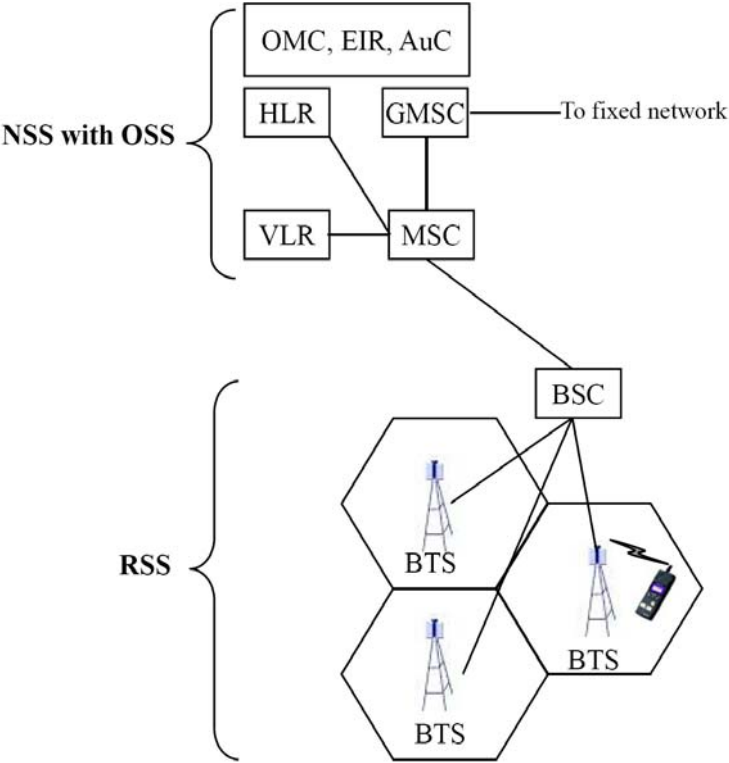 OMC, EIR, AuC
HLR
GMSC
To fixed network
NSS with OSS
VLR
MSC
BSC
BTS
RSS
BTS
BTS